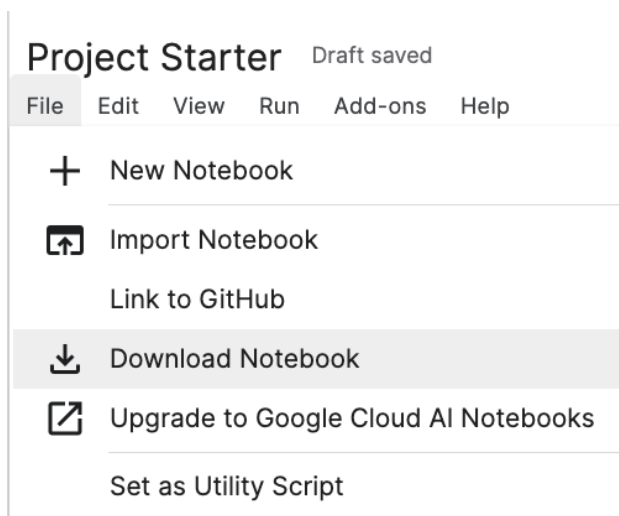 Project Starter Draft saved
File Edit View Run Add-ons Help
New Notebook
Import Notebook
Link to GitHub
Download Notebook
Upgrade to Google Cloud AI Notebooks
Set as Utility Script